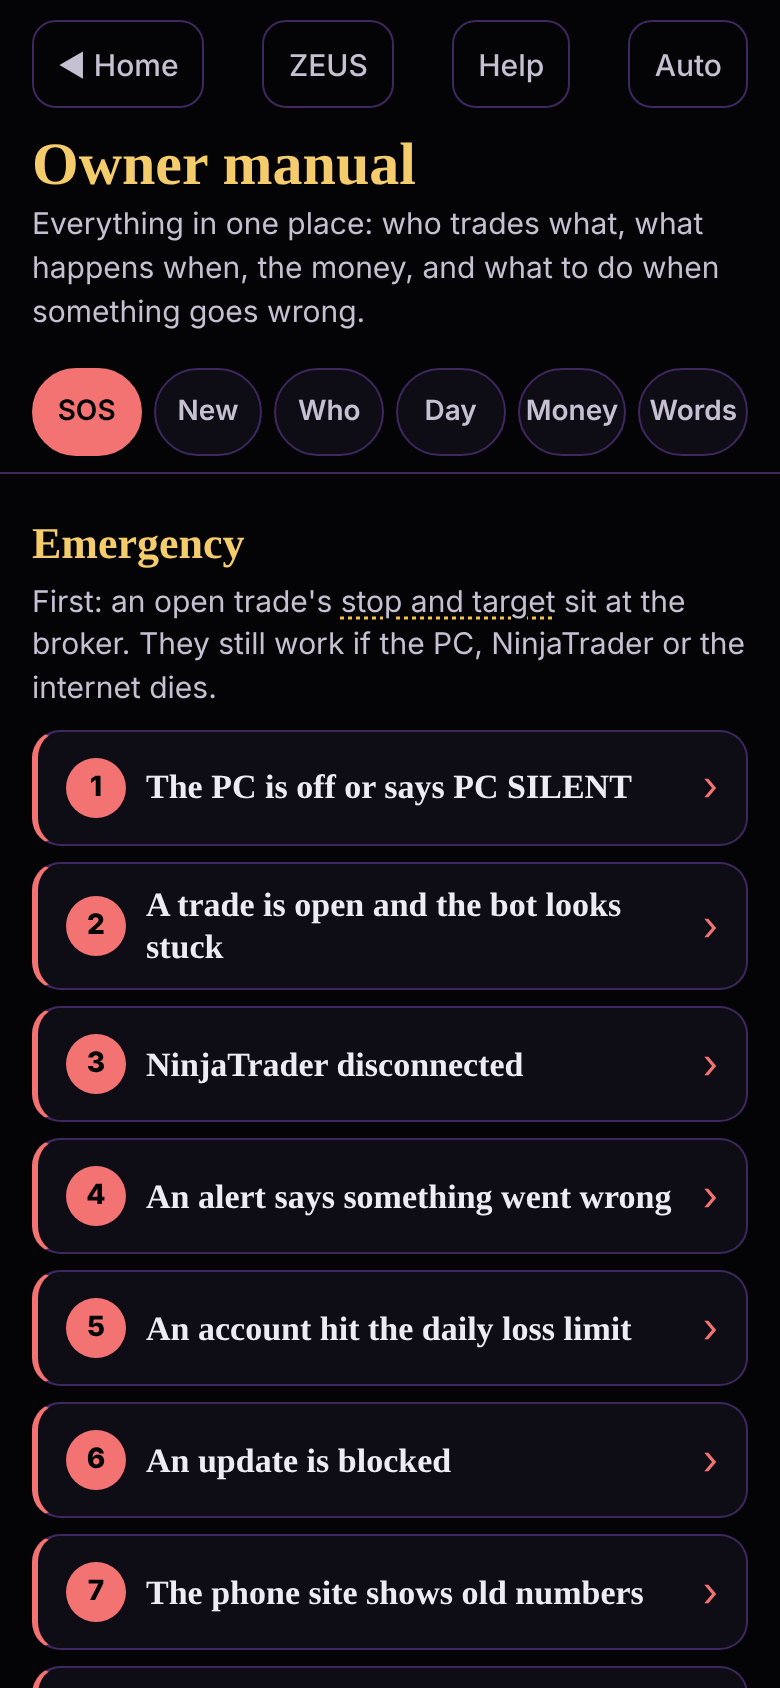 ◀ Home
ZEUS
Help
Auto
Owner manual
Everything in one place: who trades what, what
happens when, the money, and what to do when
something goes wrong.
SOS
New
Who
Day
Money
Words
Emergency
First: an open trade's stop and target sit at the
broker. They still work if the PC, NinjaTrader or the
internet dies.
1
The PC is off or says PC SILENT
›
2
A trade is open and the bot looks
stuck
›
3
NinjaTrader disconnected
›
4
An alert says something went wrong
›
5
An account hit the daily loss limit
›
6
An update is blocked
›
7
The phone site shows old numbers
›